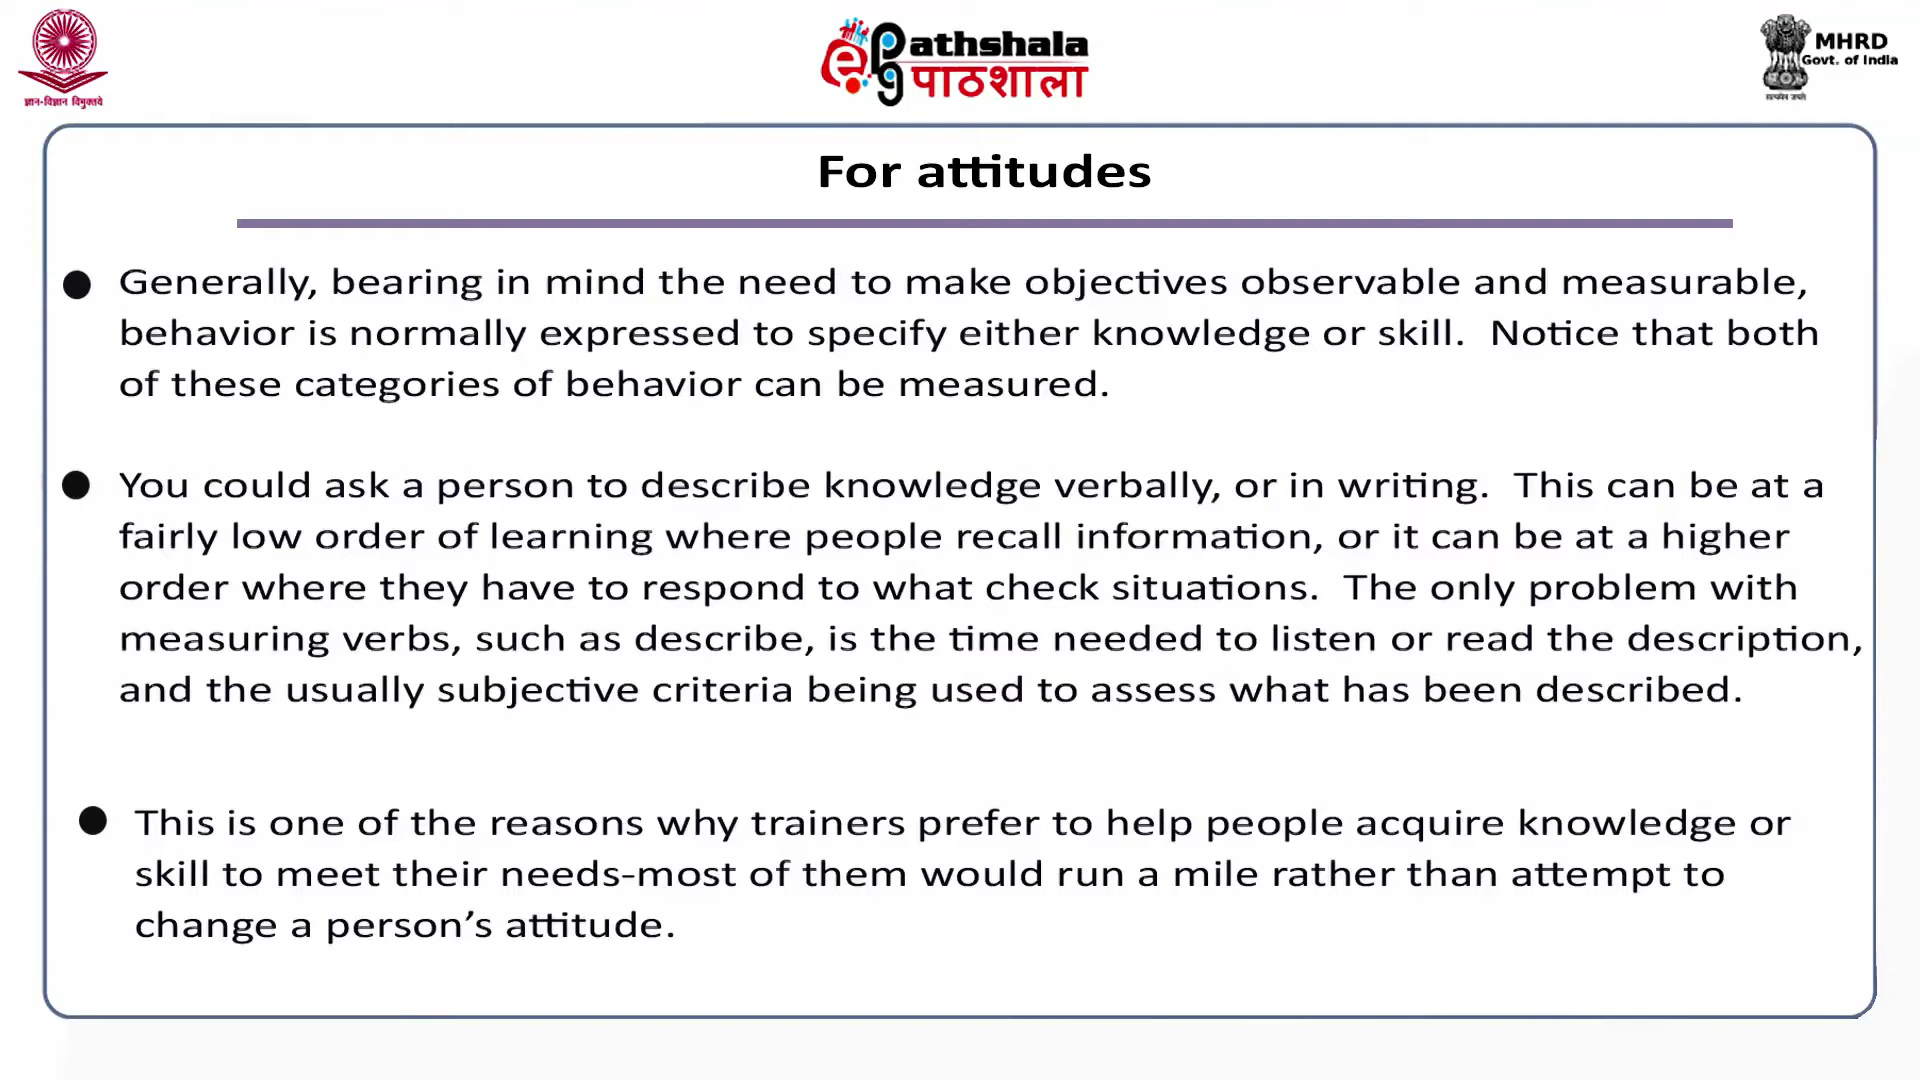 ज्ञान-विज्ञान विमुक्तये
ePG Pathshala
पाठशाला
MHRD
Govt. of India
सत्यमेव जयते
For attitudes
Generally, bearing in mind the need to make objectives observable and measurable,
behavior is normally expressed to specify either knowledge or skill.  Notice that both
of these categories of behavior can be measured.
You could ask a person to describe knowledge verbally, or in writing.  This can be at a
fairly low order of learning where people recall information, or it can be at a higher
order where they have to respond to what check situations.  The only problem with
measuring verbs, such as describe, is the time needed to listen or read the description,
and the usually subjective criteria being used to assess what has been described.
This is one of the reasons why trainers prefer to help people acquire knowledge or
skill to meet their needs-most of them would run a mile rather than attempt to
change a person’s attitude.